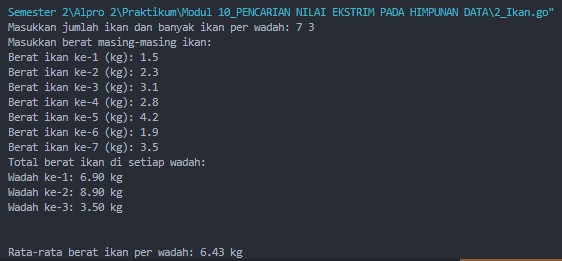 Semester 2\Alpro 2\Praktikum\Modul 10_PENCARIAN NILAI EKSTRIM PADA HIMPUNAN DATA\2_Ikan.go"
Masukkan jumlah ikan dan banyak ikan per wadah: 7 3
Masukkan berat masing-masing ikan:
Berat ikan ke-1 (kg): 1.5
Berat ikan ke-2 (kg): 2.3
Berat ikan ke-3 (kg): 3.1
Berat ikan ke-4 (kg): 2.8
Berat ikan ke-5 (kg): 4.2
Berat ikan ke-6 (kg): 1.9
Berat ikan ke-7 (kg): 3.5
Total berat ikan di setiap wadah:
Wadah ke-1: 6.90 kg
Wadah ke-2: 8.90 kg
Wadah ke-3: 3.50 kg
Rata-rata berat ikan per wadah: 6.43 kg